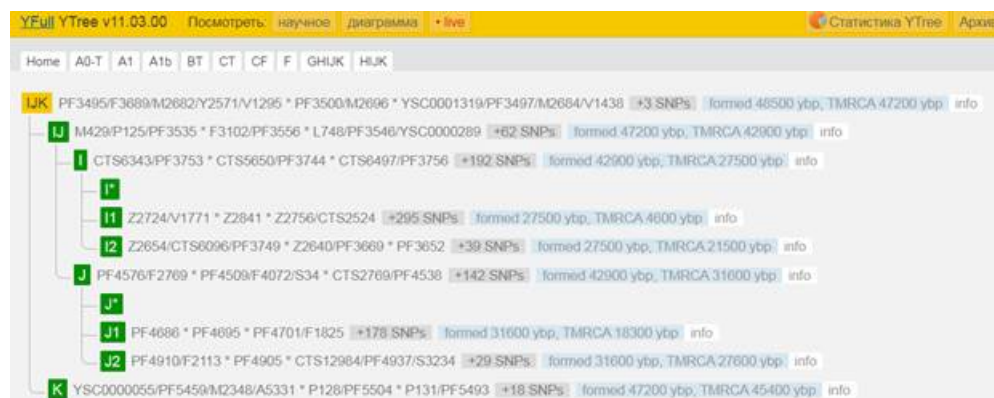 YFull YTree v11.03.00 Посмотреть: научное диаграмма • live Статистика YTree Архив
Home A0-T A1 A1b BT CT CF F GHIJK HIJK
IJK PF3495/F3689/M2682/Y2571/V1295 * PF3500/M2696 * YSC0001319/PF3497/M2684/V1438 +3 SNPs formed 48500 ybp, TMRCA 47200 ybp info
IJ M429/P125/PF3535 * F3102/PF3556 * L748/PF3546/YSC0000289 +62 SNPs formed 47200 ybp, TMRCA 42900 ybp info
I CTS6343/PF3753 * CTS5650/PF3744 * CTS6497/PF3756 +192 SNPs formed 42900 ybp, TMRCA 27500 ybp info
I*
I1 Z2724/V1771 * Z2841 * Z2756/CTS2524 +295 SNPs formed 27500 ybp, TMRCA 4600 ybp info
I2 Z2654/CTS6096/PF3749 * Z2640/PF3669 * PF3652 +39 SNPs formed 27500 ybp, TMRCA 21500 ybp info
J PF4576/F2769 * PF4509/F4072/S34 * CTS2769/PF4538 +142 SNPs formed 42900 ybp, TMRCA 31600 ybp info
J*
J1 PF4686 * PF4695 * PF4701/F1825 +178 SNPs formed 31600 ybp, TMRCA 18300 ybp info
J2 PF4910/F2113 * PF4905 * CTS12984/PF4937/S3234 +29 SNPs formed 31600 ybp, TMRCA 27600 ybp info
K YSC0000055/PF5459/M2348/A5331 * P128/PF5504 * P131/PF5493 +18 SNPs formed 47200 ybp, TMRCA 45400 ybp info